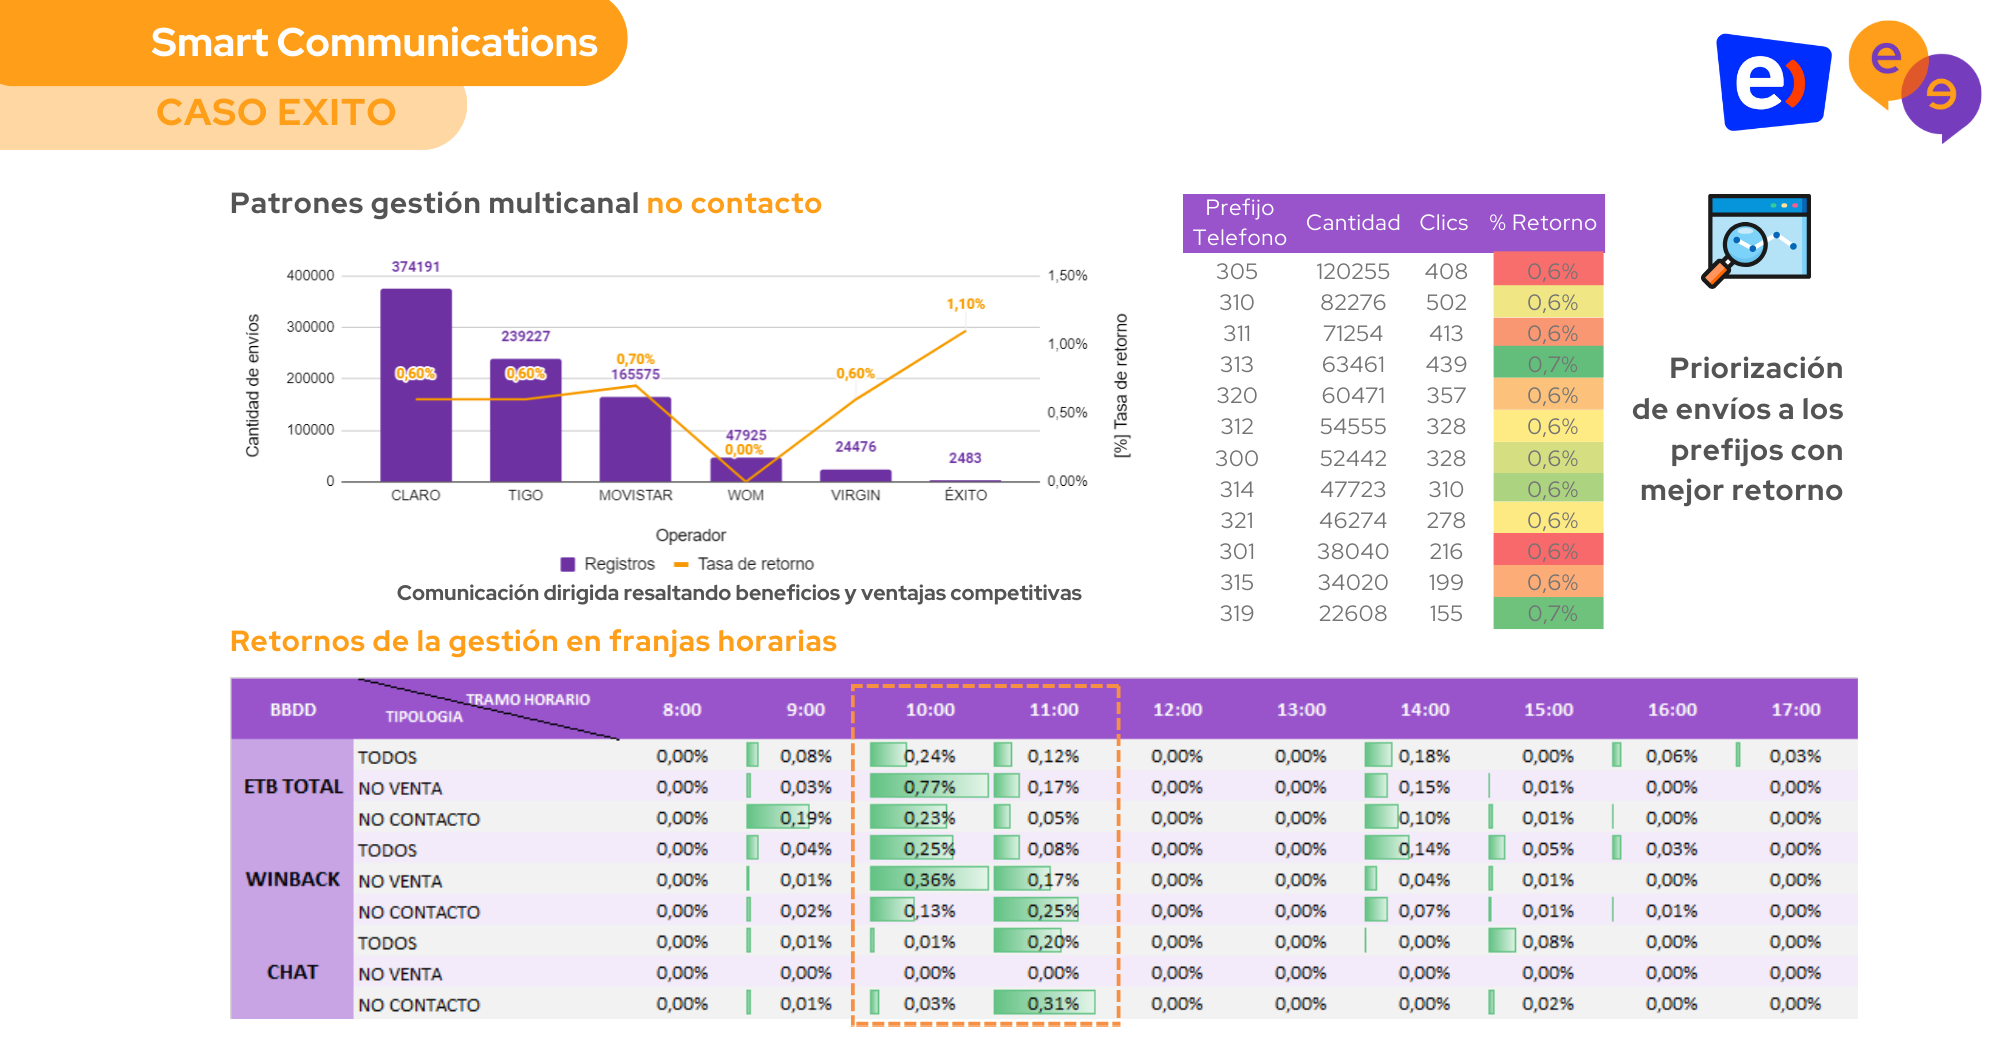 Smart Communications
CASO EXITO
e)
e
e
Patrones gestión multicanal no contacto
Cantidad de envíos
400000
300000
200000
100000
0
374191
239227
165575
47925
24476
2483
0,60%
0,60%
0,70%
0,00%
0,60%
1,10%
1,50%
1,00%
0,50%
0,00%
[%] Tasa de retorno
CLARO TIGO MOVISTAR WOM VIRGIN ÉXITO
Operador
Registros Tasa de retorno
Comunicación dirigida resaltando beneficios y ventajas competitivas
Prefijo Telefono Cantidad Clics % Retorno
305 120255 408 0,6%
310 82276 502 0,6%
311 71254 413 0,6%
313 63461 439 0,7%
320 60471 357 0,6%
312 54555 328 0,6%
300 52442 328 0,6%
314 47723 310 0,6%
321 46274 278 0,6%
301 38040 216 0,6%
315 34020 199 0,6%
319 22608 155 0,7%
Priorización
de envíos a los
prefijos con
mejor retorno
Retornos de la gestión en franjas horarias
BBDD TIPOLOGIA TRAMO HORARIO 8:00 9:00 10:00 11:00 12:00 13:00 14:00 15:00 16:00 17:00
ETB TOTAL
TODOS 0,00% 0,08% 0,24% 0,12% 0,00% 0,00% 0,18% 0,00% 0,06% 0,03%
NO VENTA 0,00% 0,03% 0,77% 0,17% 0,00% 0,00% 0,15% 0,01% 0,00% 0,00%
NO CONTACTO 0,00% 0,19% 0,23% 0,05% 0,00% 0,00% 0,10% 0,01% 0,00% 0,00%
WINBACK
TODOS 0,00% 0,04% 0,25% 0,08% 0,00% 0,00% 0,14% 0,05% 0,03% 0,00%
NO VENTA 0,00% 0,01% 0,36% 0,17% 0,00% 0,00% 0,04% 0,01% 0,00% 0,00%
NO CONTACTO 0,00% 0,02% 0,13% 0,25% 0,00% 0,00% 0,07% 0,01% 0,01% 0,00%
CHAT
TODOS 0,00% 0,01% 0,01% 0,20% 0,00% 0,00% 0,00% 0,08% 0,00% 0,00%
NO VENTA 0,00% 0,00% 0,00% 0,00% 0,00% 0,00% 0,00% 0,00% 0,00% 0,00%
NO CONTACTO 0,00% 0,01% 0,03% 0,31% 0,00% 0,00% 0,00% 0,02% 0,00% 0,00%